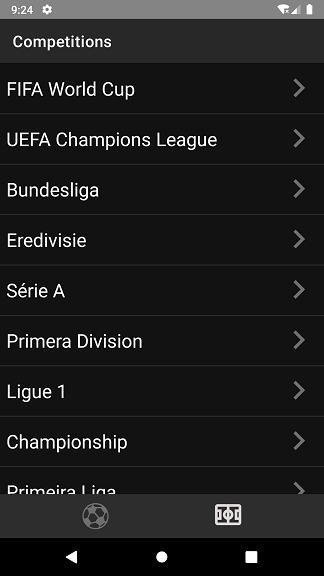 9:24
Competitions
FIFA World Cup
UEFA Champions League
Bundesliga
Eredivisie
Série A
Primera Division
Ligue 1
Championship
Primeira Liga